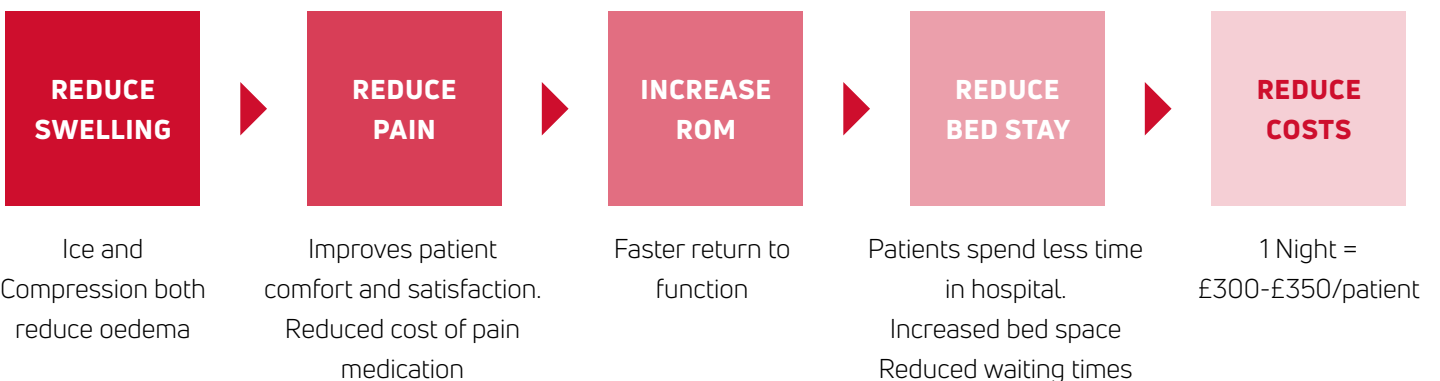 REDUCE
SWELLING
Ice and
Compression both
reduce oedema
REDUCE
PAIN
Improves patient
comfort and satisfaction.
Reduced cost of pain
medication
INCREASE
ROM
Faster return to
function
REDUCE
BED STAY
Patients spend less time
in hospital.
Increased bed space
Reduced waiting times
REDUCE
COSTS
1 Night =
£300-£350/patient